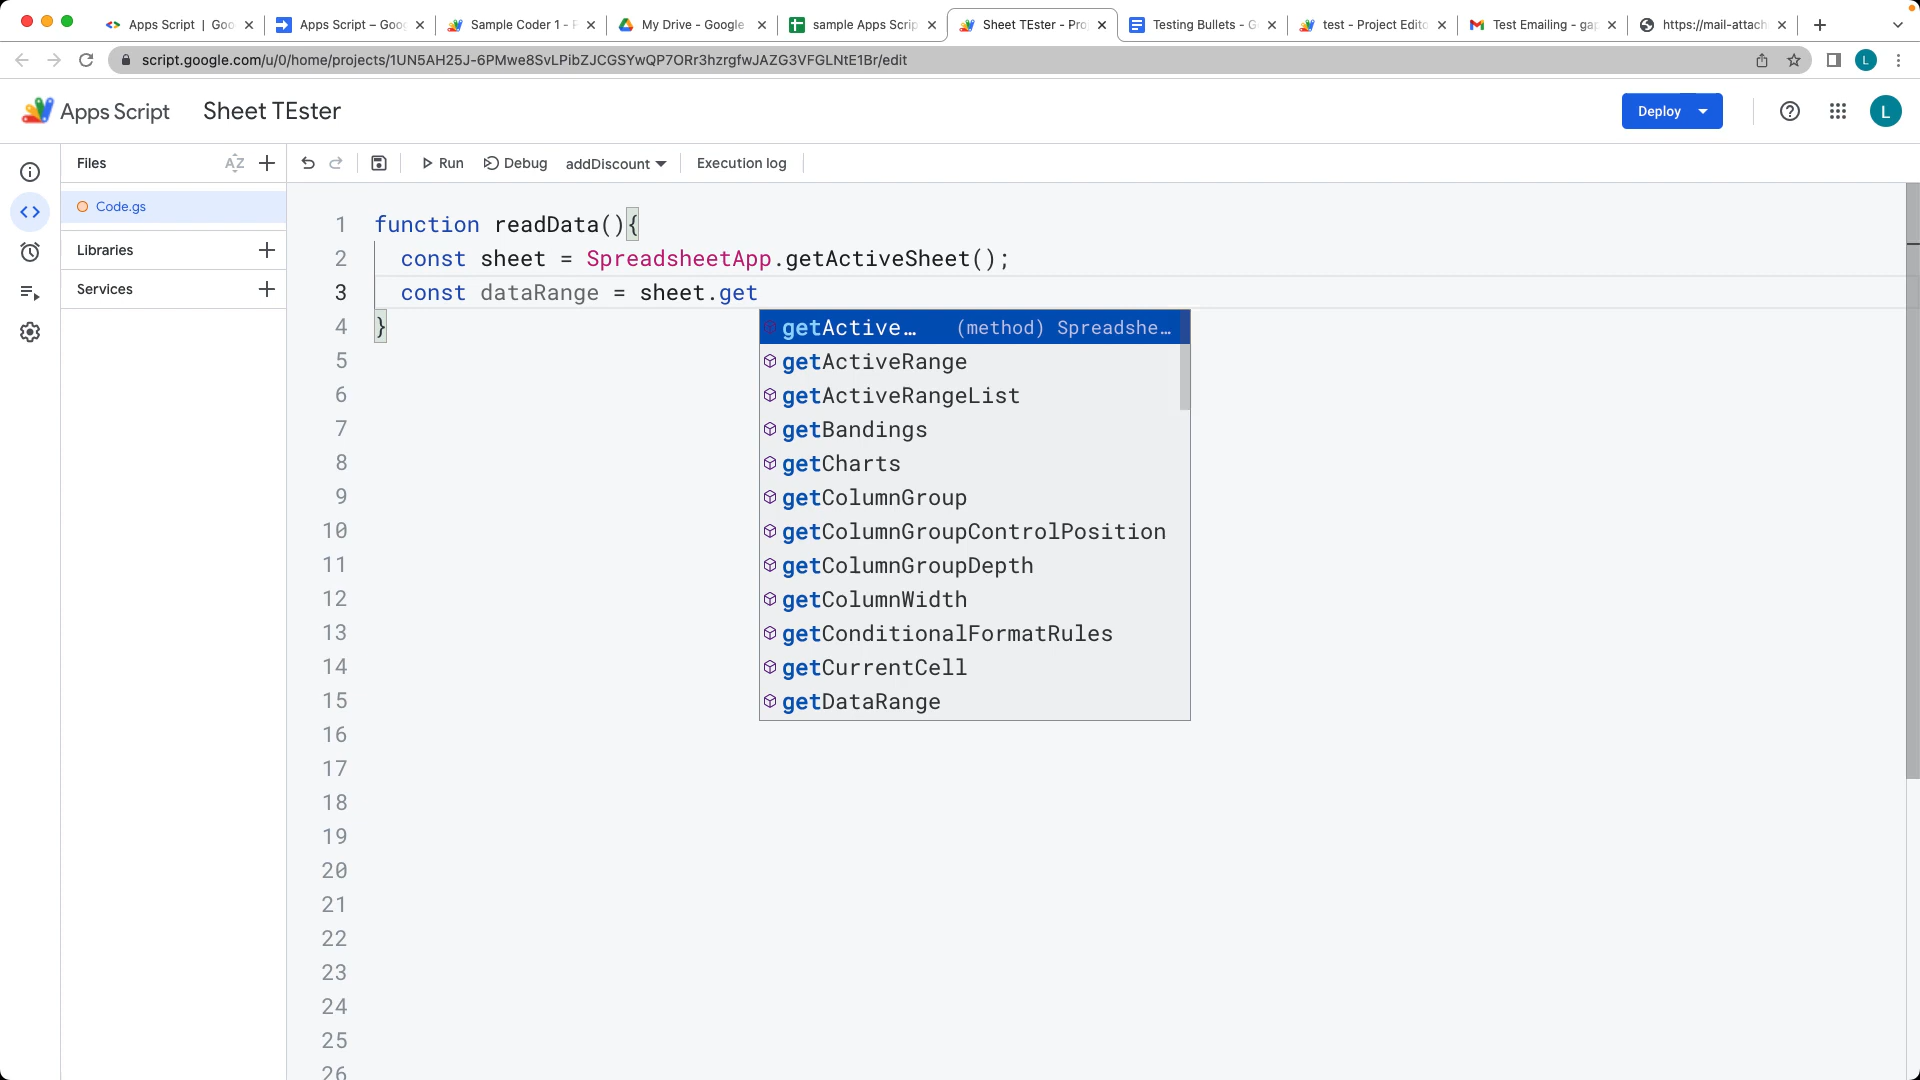 Apps Script | Goo
Apps Script – Goog
Sample Coder 1 - P
My Drive - Google
sample Apps Scrip
Sheet TEster - Pro
Testing Bullets - G
test - Project Edito
Test Emailing - ga
https://mail-attach
script.google.com/u/0/home/projects/1UN5AH25J-6PMwe8SvLPibZJCGSYwQP7ORr3hzrgfwJAZG3VFGLNtE1Br/edit
L
Apps Script
Sheet TEster
Deploy
L
Files
AZ
Run
Debug
addDiscount
Execution log
Code.gs
Libraries
Services
1 function readData(){
2 const sheet = SpreadsheetApp.getActiveSheet();
3 const dataRange = sheet.get
4 }
getActive… (method) Spreadshe…
5
getActiveRange
6
getActiveRangeList
7
getBandings
8
getCharts
9
getColumnGroup
10
getColumnGroupControlPosition
11
getColumnGroupDepth
12
getColumnWidth
13
getConditionalFormatRules
14
getCurrentCell
15
getDataRange
16
17
18
19
20
21
22
23
24
25
26